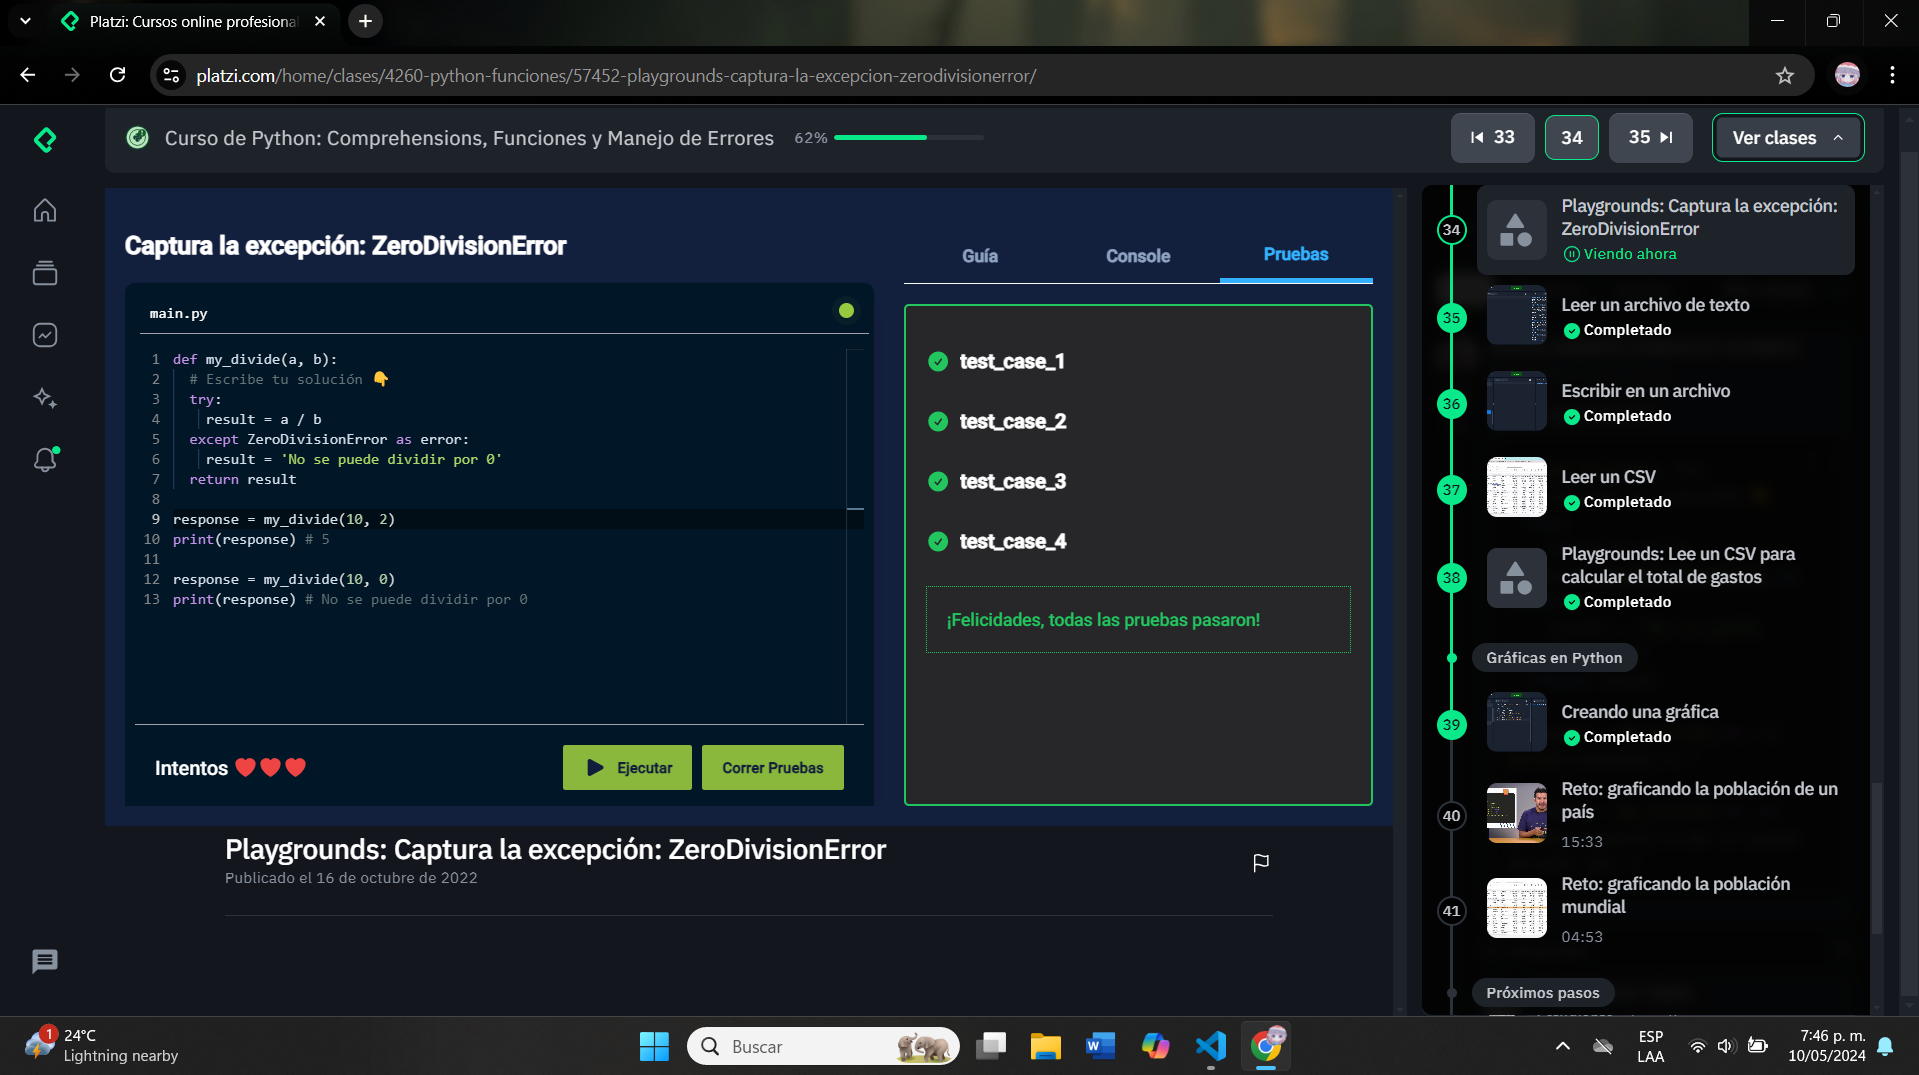 Platzi: Cursos online profesional
platzi.com/home/clases/4260-python-funciones/57452-playgrounds-captura-la-excepcion-zerodivisionerror/
Curso de Python: Comprehensions, Funciones y Manejo de Errores
62%
33
34
35
Ver clases
Captura la excepción: ZeroDivisionError
main.py
1 def my_divide(a, b):
2 # Escribe tu solución 👇
3 try:
4 result = a / b
5 except ZeroDivisionError as error:
6 result = 'No se puede dividir por 0'
7 return result
8
9 response = my_divide(10, 2)
10 print(response) # 5
11
12 response = my_divide(10, 0)
13 print(response) # No se puede dividir por 0
Intentos ❤️❤️❤️
Ejecutar
Correr Pruebas
Guía
Console
Pruebas
test_case_1
test_case_2
test_case_3
test_case_4
¡Felicidades, todas las pruebas pasaron!
Playgrounds: Captura la excepción: ZeroDivisionError
Publicado el 16 de octubre de 2022
34
Playgrounds: Captura la excepción:
ZeroDivisionError
Viendo ahora
35
Leer un archivo de texto
Completado
36
Escribir en un archivo
Completado
37
Leer un CSV
Completado
38
Playgrounds: Lee un CSV para
calcular el total de gastos
Completado
Gráficas en Python
39
Creando una gráfica
Completado
40
Reto: graficando la población de un
país
15:33
41
Reto: graficando la población
mundial
04:53
Próximos pasos
1
24°C
Lightning nearby
Buscar
ESP
LAA
7:46 p. m.
10/05/2024